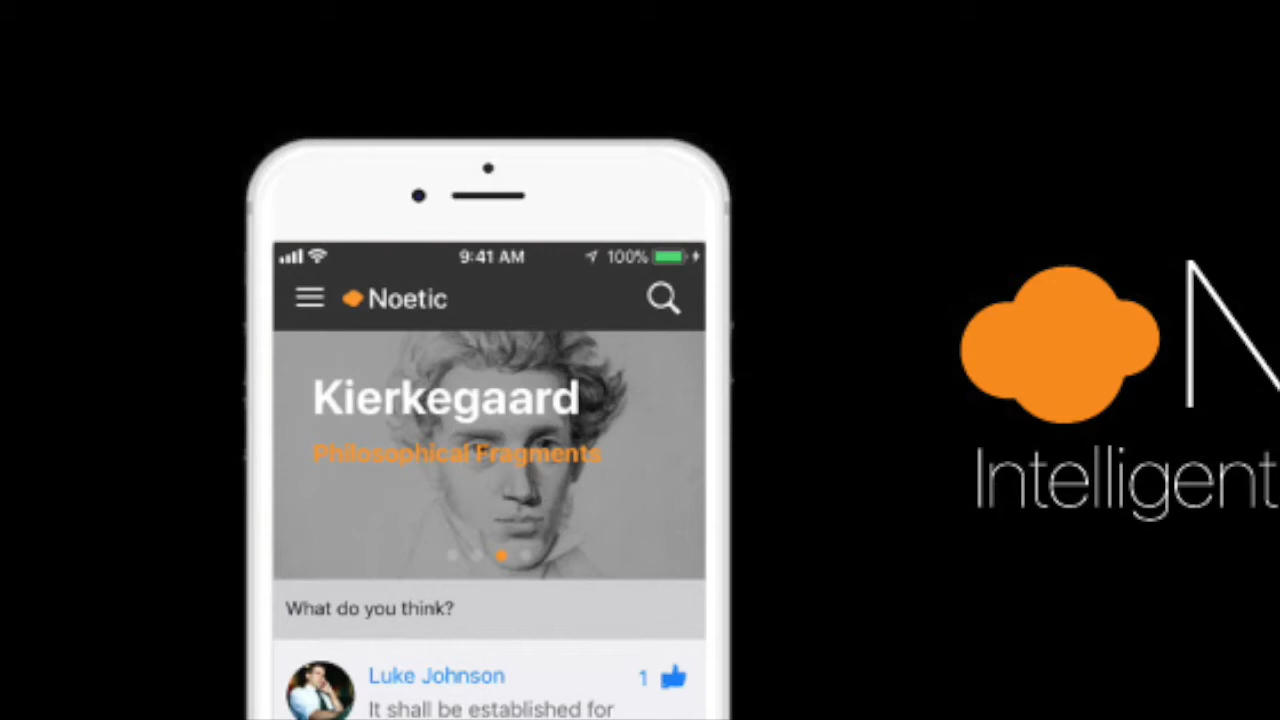 9:41 AM 100%
Noetic
Kierkegaard
Philosophical Fragments
What do you think?
Luke Johnson 1
It shall be established for
N
Intelligent